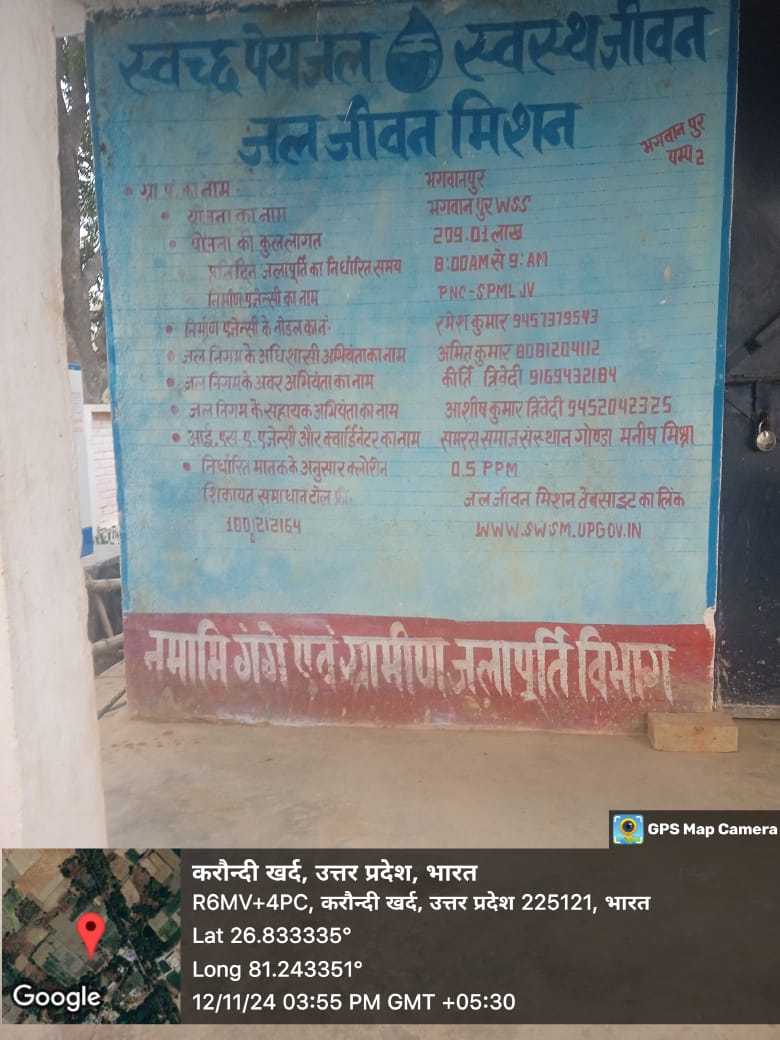 स्वच्छ पेयजल स्वस्थ जीवन
जल जीवन मिशन
भगवान पुर
पम्प 2
ग्रा.पं. का नाम. भगवानपुर
योजना का नाम भगवान पुर WSS
योजना की कुल लागत 209.01 लाख
प्रतिदिन जलापूर्ति का निर्धारित समय 8:00AM से 9:AM
निर्माण एजेन्सी का नाम PNC-SPML JV
निर्माण एजेन्सी के नोडल का नं. रमेश कुमार 9457379543
जल निगम के अधिशासी अभियंता का नाम अमित कुमार 8081204112
जल निगम के अवर अभियंता का नाम कीर्ति त्रिवेदी 9169432184
जल निगम के सहायक अभियंता का नाम आशीष कुमार त्रिवेदी 9452042325
आई.एस.ए. एजेन्सी और क्वार्डिनेटर का नाम समरस समाज संस्थान गोण्डा मनीष मिश्रा
निर्धारित मानक के अनुसार क्लोरीन 0.5 PPM
शिकायत समाधान टोल जल जीवन मिशन वेबसाइट का लिंक
WWW.SWSM.UPGOV.IN
नमामि गंगे एवं ग्रामीण जलापूर्ति विभाग
GPS Map Camera
करौन्दी खर्द, उत्तर प्रदेश, भारत
R6MV+4PC, करौन्दी खर्द, उत्तर प्रदेश 225121, भारत
Lat 26.833335°
Long 81.243351°
12/11/24 03:55 PM GMT +05:30
Google